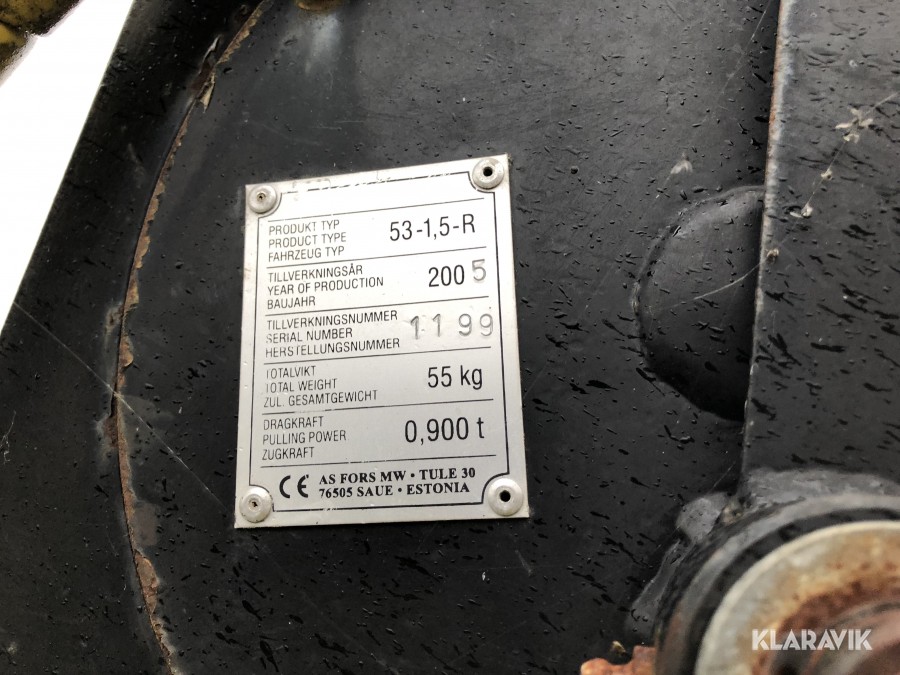 PRODUKT TYP
PRODUCT TYPE 53-1,5-R
FAHRZEUG TYP
TILLVERKNINGSÅR
YEAR OF PRODUCTION 2005
BAUJAHR
TILLVERKNINGSNUMMER
SERIAL NUMBER 1199
HERSTELLUNGSNUMMER
TOTALVIKT
TOTAL WEIGHT 55 kg
ZUL. GESAMTGEWICHT
DRAGKRAFT
PULLING POWER 0,900 t
ZUGKRAFT
CE AS FORS MW · TULE 30
76505 SAUE · ESTONIA
KLARAVIK